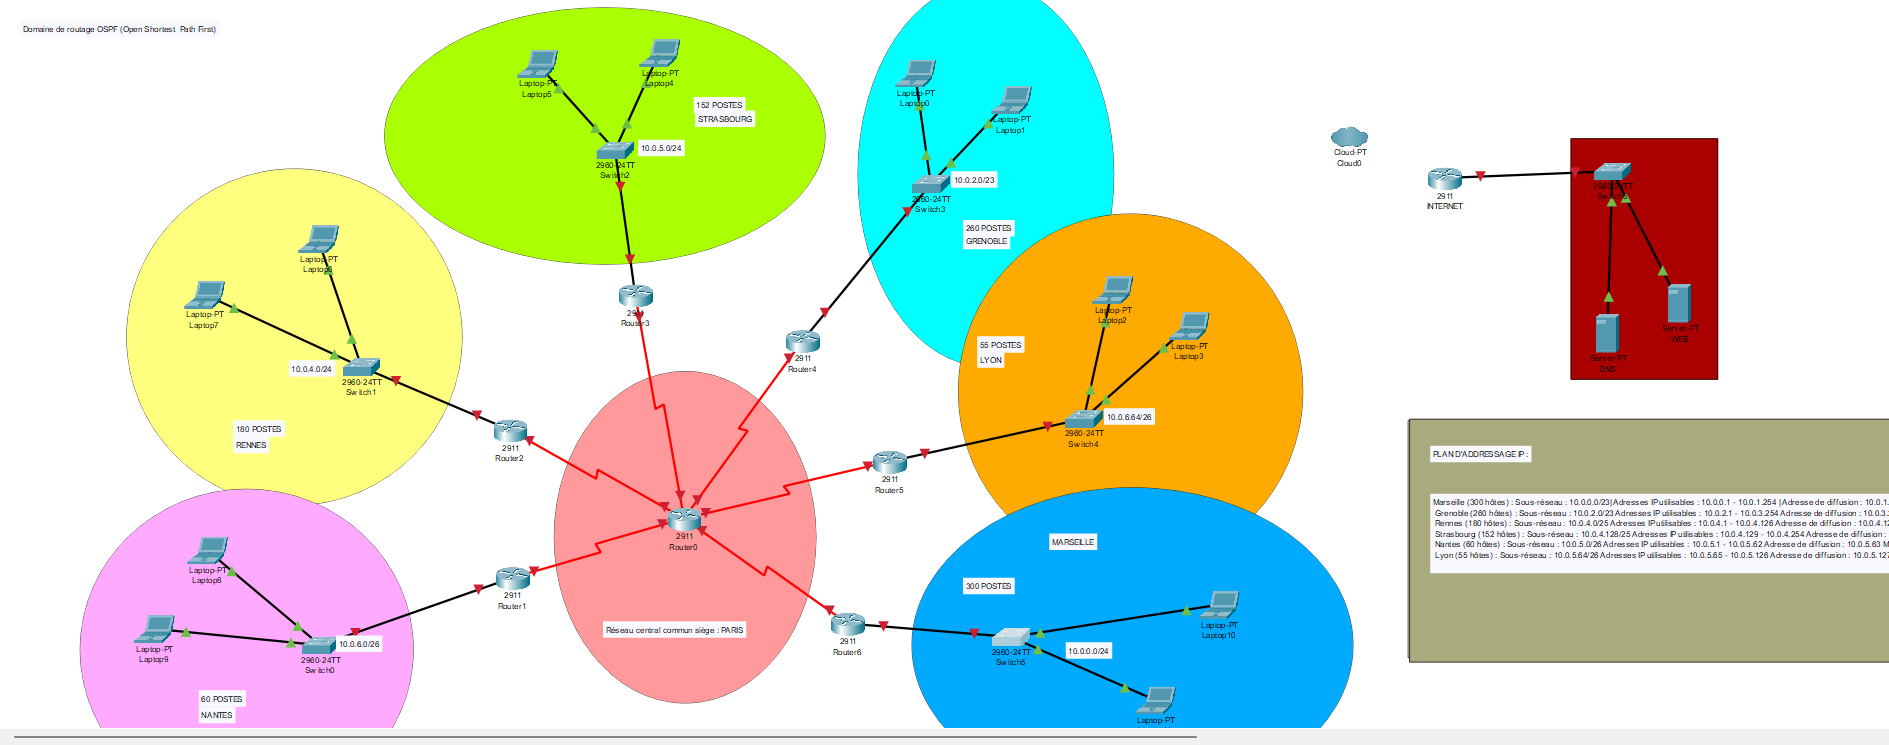 Domaine de routage OSPF (Open Shortest Path First)
Laptop-PT
Laptop5
Laptop-PT
Laptop4
152 POSTES
STRASBOURG
10.0.5.0/24
2960-24TT
Switch2
Laptop-PT
Laptop0
Laptop-PT
Laptop1
10.0.2.0/23
2960-24TT
Switch3
260 POSTES
GRENOBLE
Cloud-PT
Cloud0
2911
INTERNET
2960-24TT
Server-PT
WEB
Server-PT
DNS
Laptop-PT
Laptop6
Laptop-PT
Laptop7
10.0.4.0/24
2960-24TT
Switch1
180 POSTES
RENNES
2911
Router3
2911
Router4
55 POSTES
LYON
Laptop-PT
Laptop2
Laptop-PT
Laptop3
10.0.6.64/26
2960-24TT
Switch4
2911
Router2
2911
Router5
2911
Router0
Réseau central commun siège : PARIS
2911
Router1
2911
Router6
Laptop-PT
Laptop8
Laptop-PT
Laptop9
10.0.6.0/26
2960-24TT
Switch0
60 POSTES
NANTES
MARSEILLE
300 POSTES
Laptop-PT
Laptop10
10.0.0.0/24
2960-24TT
Switch5
Laptop-PT
PLAN D'ADDRESSAGE IP :
Marseille (300 hôtes) : Sous-réseau : 10.0.0.0/23| Adresses IP utilisables : 10.0.0.1 - 10.0.1.254 | Adresse de diffusion : 10.0.1.
Grenoble (260 hôtes) : Sous-réseau : 10.0.2.0/23 Adresses IP utilisables : 10.0.2.1 - 10.0.3.254 Adresse de diffusion : 10.0.3.
Rennes (180 hôtes) : Sous-réseau : 10.0.4.0/25 Adresses IP utilisables : 10.0.4.1 - 10.0.4.126 Adresse de diffusion : 10.0.4.12
Strasbourg (152 hôtes) : Sous-réseau : 10.0.4.128/25 Adresses IP utilisables : 10.0.4.129 - 10.0.4.254 Adresse de diffusion :
Nantes (60 hôtes) : Sous-réseau : 10.0.5.0/26 Adresses IP utilisables : 10.0.5.1 - 10.0.5.62 Adresse de diffusion : 10.0.5.63 M
Lyon (55 hôtes) : Sous-réseau : 10.0.5.64/26 Adresses IP utilisables : 10.0.5.65 - 10.0.5.126 Adresse de diffusion : 10.0.5.127